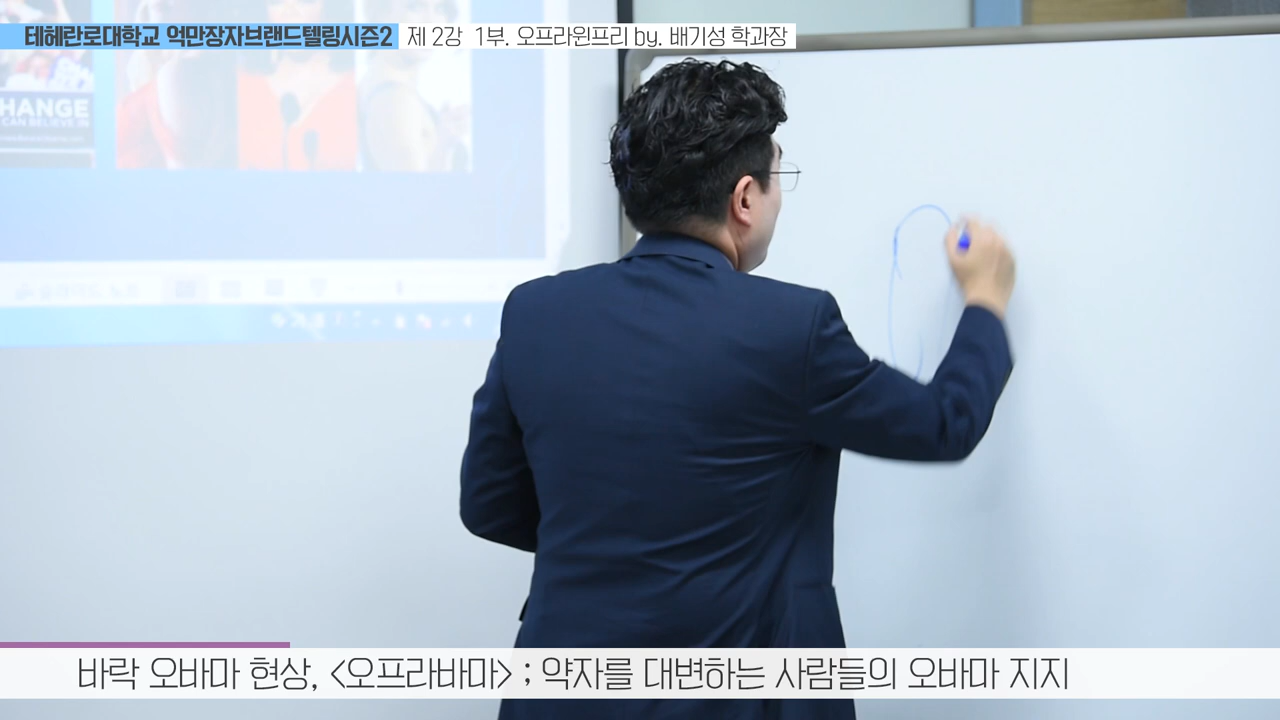 테헤란로대학교 억만장자브랜드텔링시즌2 제 2강 1부. 오프라윈프리 by. 배기성 학과장
HANGE
CAN BELIEVE IN
바락 오바마 현상, <오프라바마> ; 약자를 대변하는 사람들의 오바마 지지